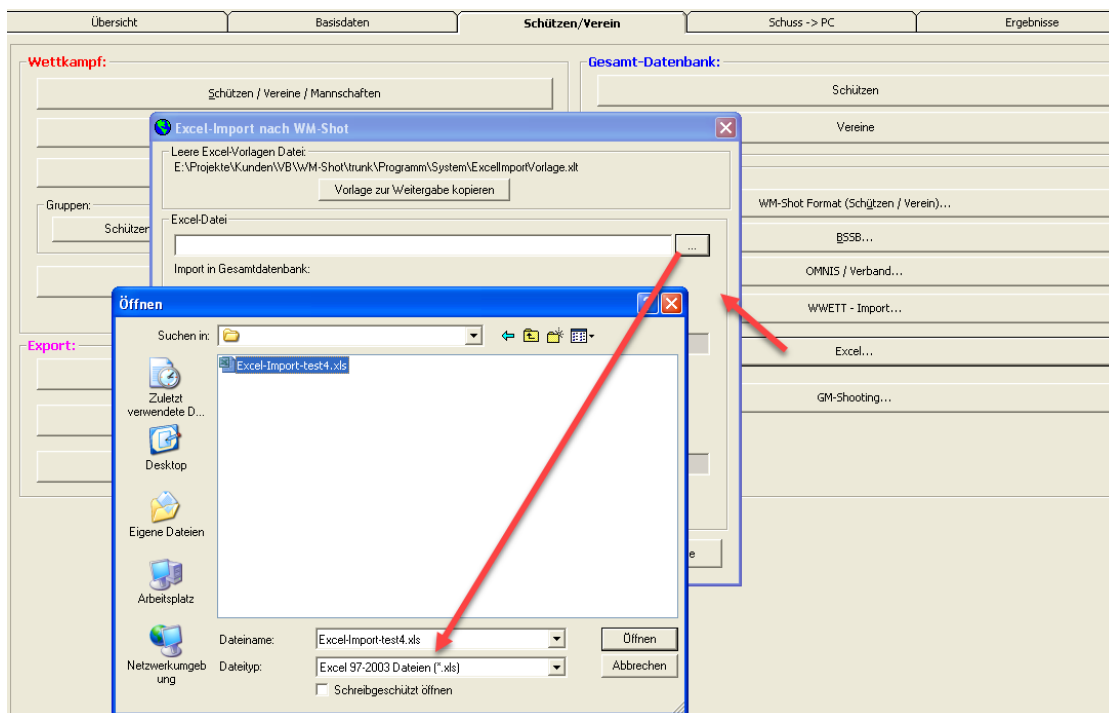 Übersicht
Basisdaten
Schützen/Verein
Schuss -> PC
Ergebnisse
Wettkampf:
Schützen / Vereine / Mannschaften
Gruppen:
Schützen
Export:
Gesamt-Datenbank:
Schützen
Vereine
WM-Shot Format (Schützen / Verein)...
BSSB...
OMNIS / Verband...
WWETT - Import...
Excel...
GM-Shooting...
Excel-Import nach WM-Shot
Leere Excel-Vorlagen Datei:
E:\Projekte\Kunden\VB\WM-Shot\trunk\Programm\System\ExcelImportVorlage.xlt
Vorlage zur Weitergabe kopieren
Excel-Datei
...
Import in Gesamtdatenbank:
e
Öffnen
?
Suchen in:
Excel-Import-test4.xls
Zuletzt
verwendete D...
Desktop
Eigene Dateien
Arbeitsplatz
Netzwerkumgeb
ung
Dateiname:
Excel-Import-test4.xls
Öffnen
Dateityp:
Excel 97-2003 Dateien (*.xls)
Abbrechen
Schreibgeschützt öffnen